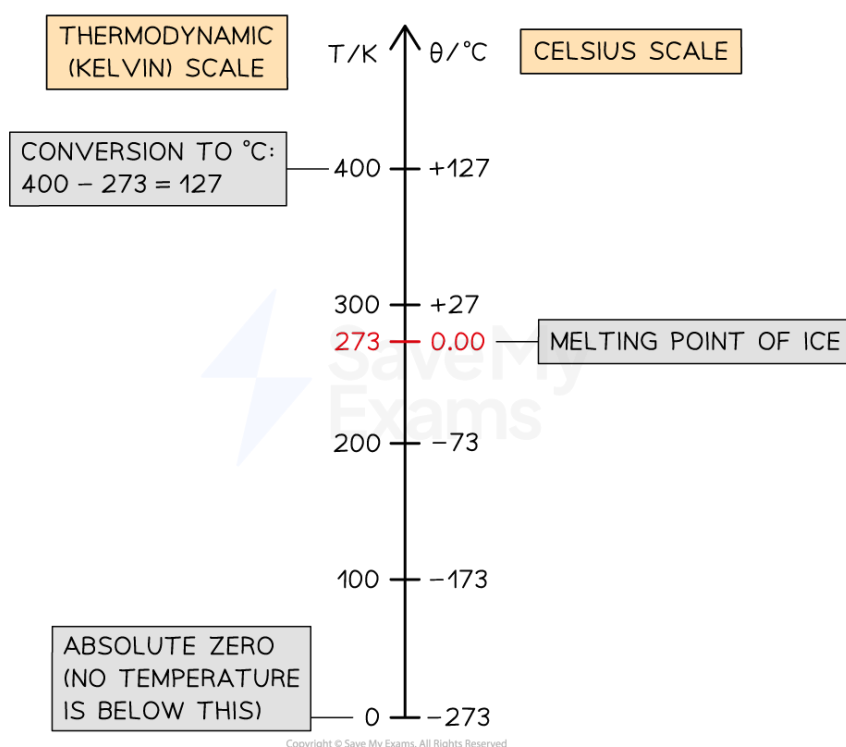 THERMODYNAMIC
(KELVIN) SCALE
T/K θ/°C
CELSIUS SCALE
CONVERSION TO °C:
400 – 273 = 127
400 +127
300 +27
273 0.00
MELTING POINT OF ICE
SaveMy
Exams
200 –73
100 –173
ABSOLUTE ZERO
(NO TEMPERATURE
IS BELOW THIS)
0 –273
Copyright © Save My Exams. All Rights Reserved